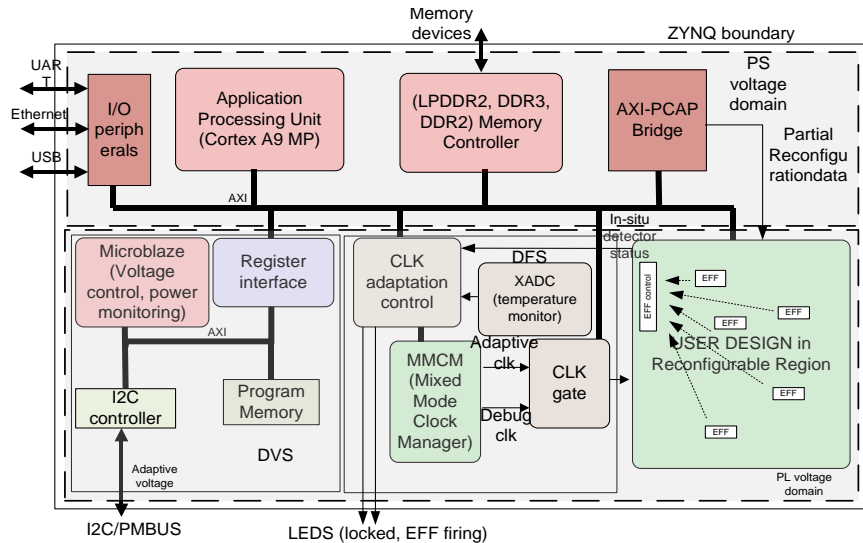 Memory
devices
ZYNQ boundary
UAR
T
Ethernet
USB
I/O
periph
erals
Application
Processing Unit
(Cortex A9 MP)
(LPDDR2, DDR3,
DDR2) Memory
Controller
AXI-PCAP
Bridge
PS
voltage
domain
Partial
Reconfigu
rationdata
AXI
In-situ
detector
status
Microblaze
(Voltage
control, power
monitoring)
Register
interface
AXI
I2C
controller
Program
Memory
DVS
Adaptive
voltage
I2C/PMBUS
CLK
adaptation
control
DFS
XADC
(temperature
monitor)
Adaptive
clk
MMCM
(Mixed
Mode
Clock
Manager)
Debug
clk
CLK
gate
LEDS (locked, EFF firing)
EFF control
EFF
EFF
EFF
USER DESIGN in
Reconfigurable
Region
EFF
EFF
PL voltage
domain